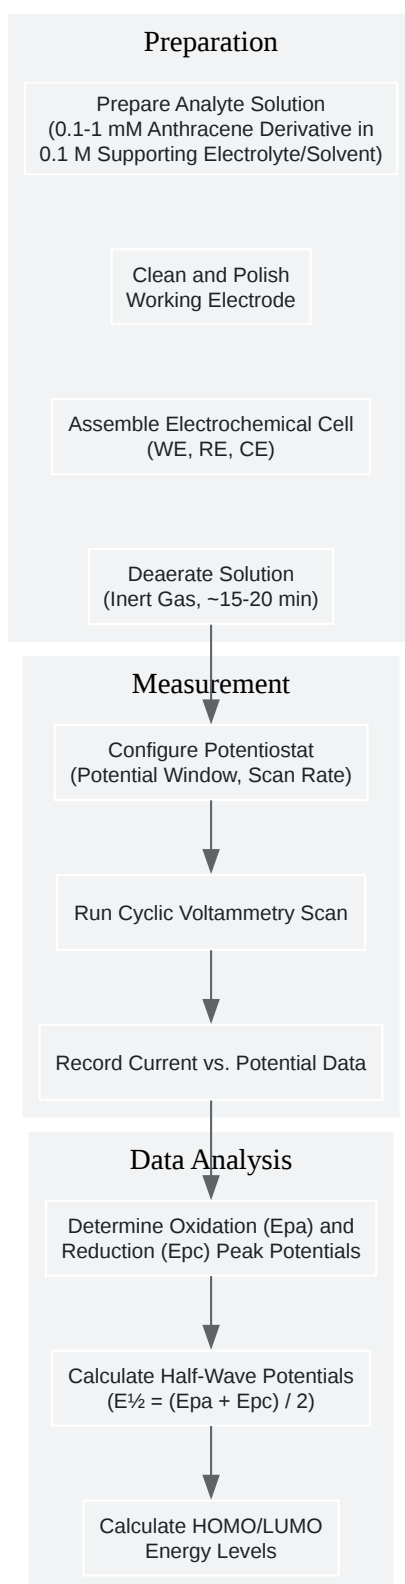 Preparation
Prepare Analyte Solution
(0.1-1 mM Anthracene Derivative in
0.1 M Supporting Electrolyte/Solvent)
Clean and Polish
Working Electrode
Assemble Electrochemical Cell
(WE, RE, CE)
Deaerate Solution
(Inert Gas, ~15-20 min)
Measurement
Configure Potentiostat
(Potential Window, Scan Rate)
Run Cyclic Voltammetry Scan
Record Current vs. Potential Data
Data Analysis
Determine Oxidation (Epa) and
Reduction (Epc) Peak Potentials
Calculate Half-Wave Potentials
(E½ = (Epa + Epc) / 2)
Calculate HOMO/LUMO
Energy Levels